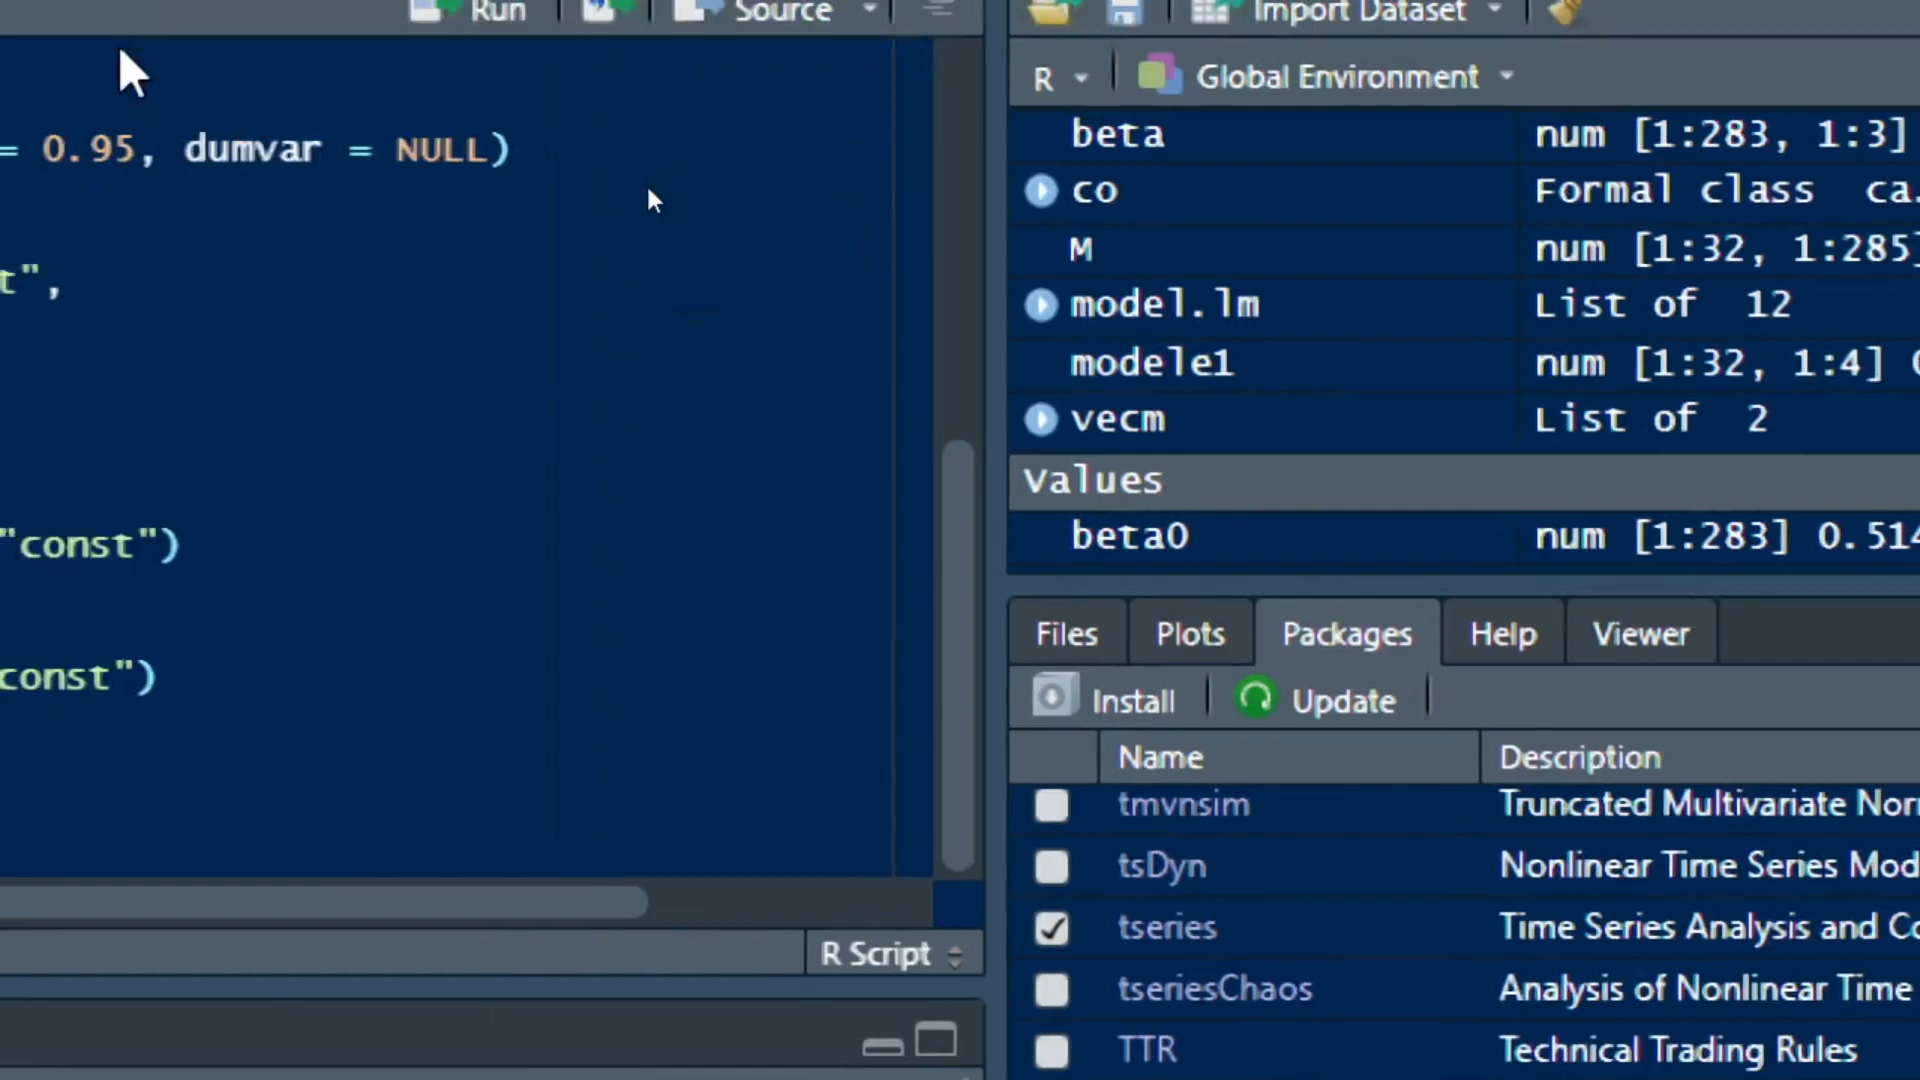 Run
Source
= 0.95, dumvar = NULL)
t",
"const")
const")
R Script
Import Dataset
R
Global Environment
beta num [1:283, 1:3]
co Formal class ca.
M num [1:32, 1:285]
model.lm List of 12
modele1 num [1:32, 1:4] 0
vecm List of 2
Values
beta0 num [1:283] 0.514
Files Plots Packages Help Viewer
Install Update
Name Description
tmvnsim Truncated Multivariate Nor
tsDyn Nonlinear Time Series Mod
tseries Time Series Analysis and Co
tseriesChaos Analysis of Nonlinear Time
TTR Technical Trading Rules